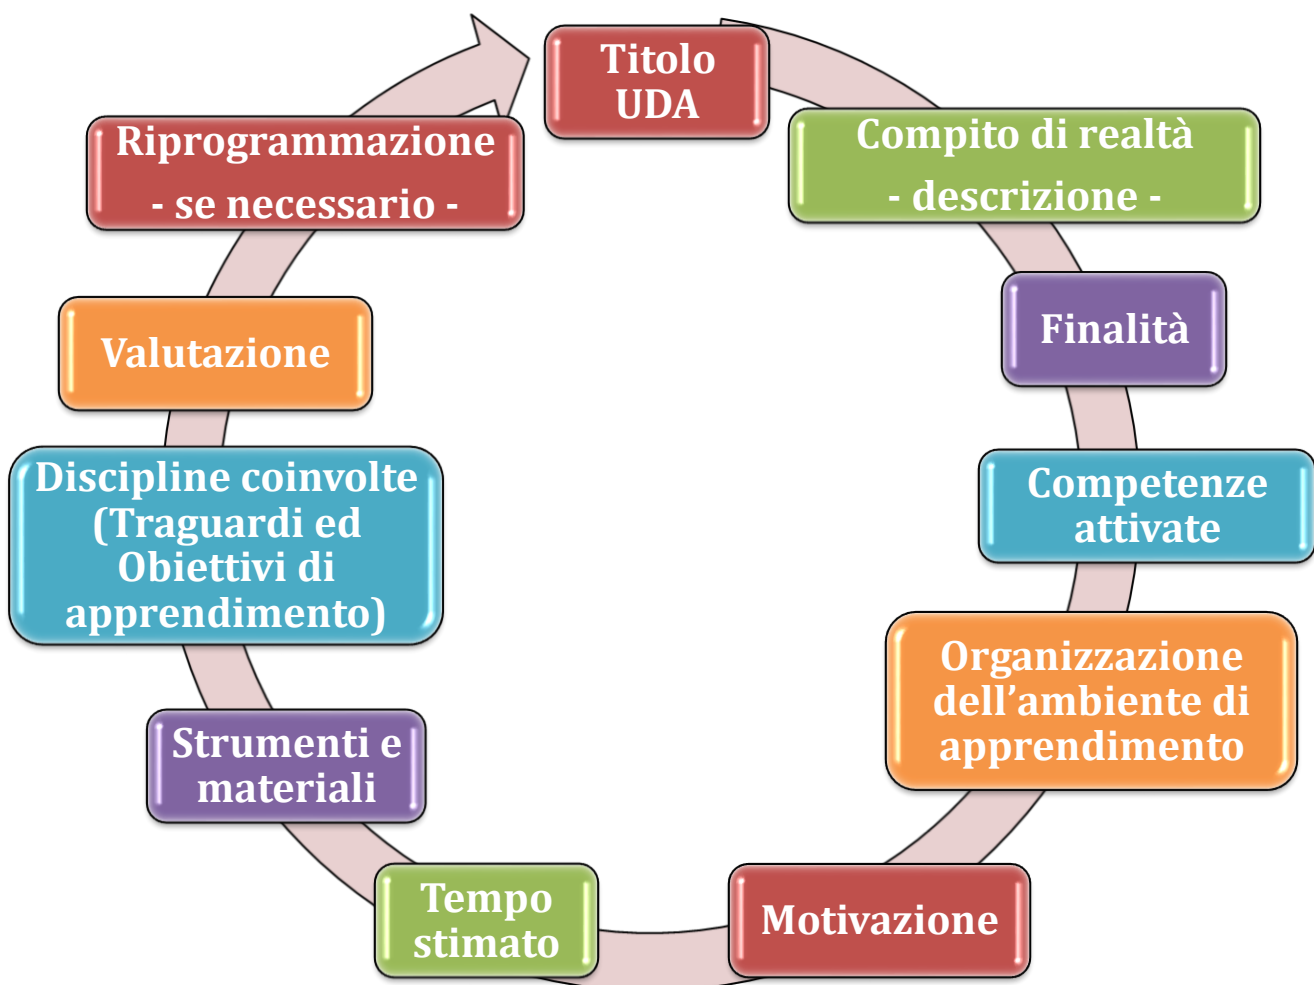 Titolo
UDA
Compito di realtà
- descrizione -
Finalità
Competenze
attivate
Organizzazione
dell’ambiente di
apprendimento
Motivazione
Tempo
stimato
Strumenti e
materiali
Discipline coinvolte
(Traguardi ed
Obiettivi di
apprendimento)
Valutazione
Riprogrammazione
- se necessario -